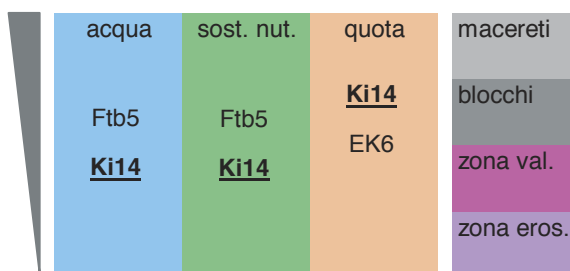 acqua
sost. nut.
quota
macereti
Ki14
blocchi
Ftb5
Ftb5
EK6
Ki14
Ki14
zona val.
zona eros.